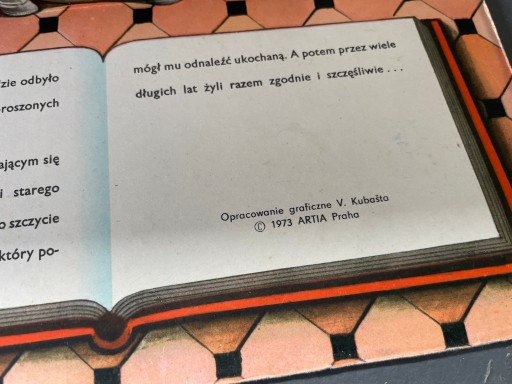 zie odbyło
roszonych
ającym się
i starego
o szczycie
który po-
mógł mu odnaleźć ukochaną. A potem przez wiele
długich lat żyli razem zgodnie i szczęśliwie ...
Opracowanie graficzne V. Kubašta
© 1973 ARTIA Praha